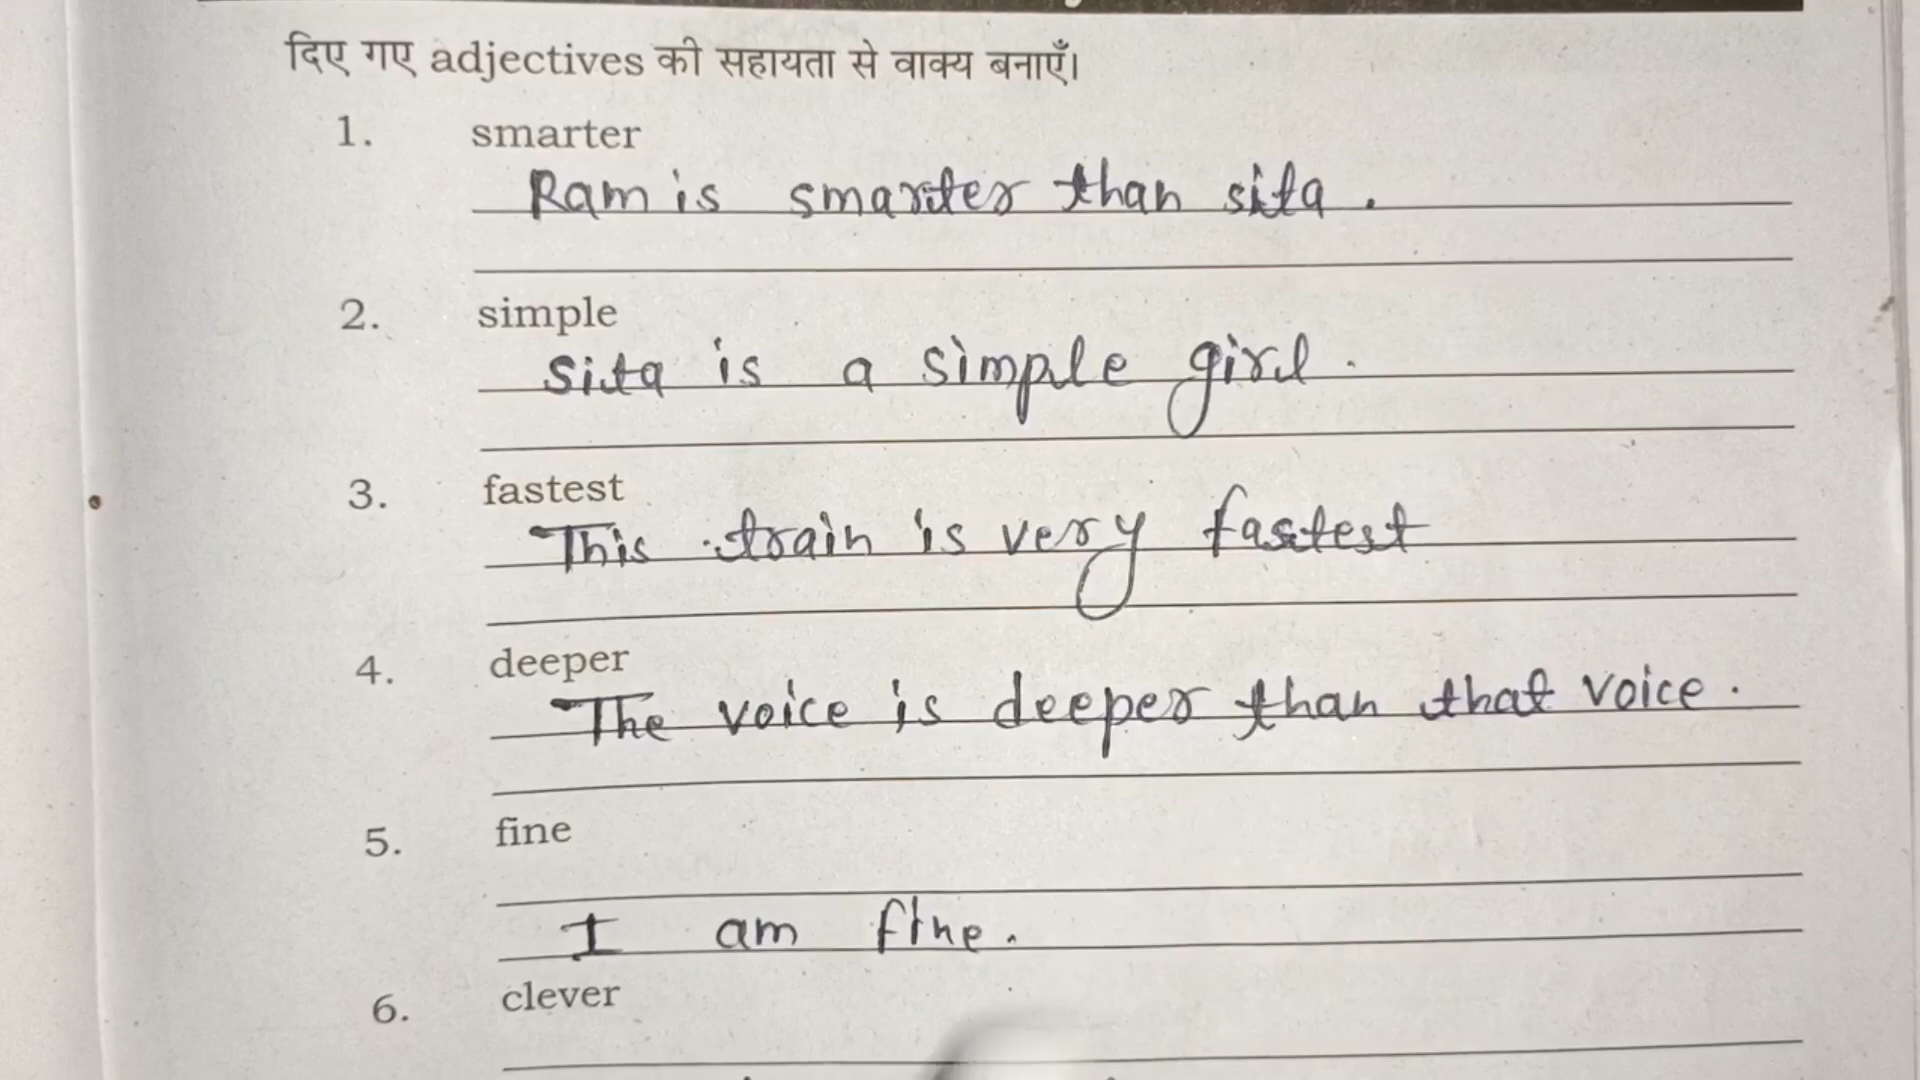 दिए गए adjectives की सहायता से वाक्य बनाएँ।
1. smarter
Ram is smarter than sita.
2. simple
Sita is a simple girl.
3. fastest
This train is very fastest
4. deeper
The voice is deeper than that voice.
5. fine
I am fine.
6. clever